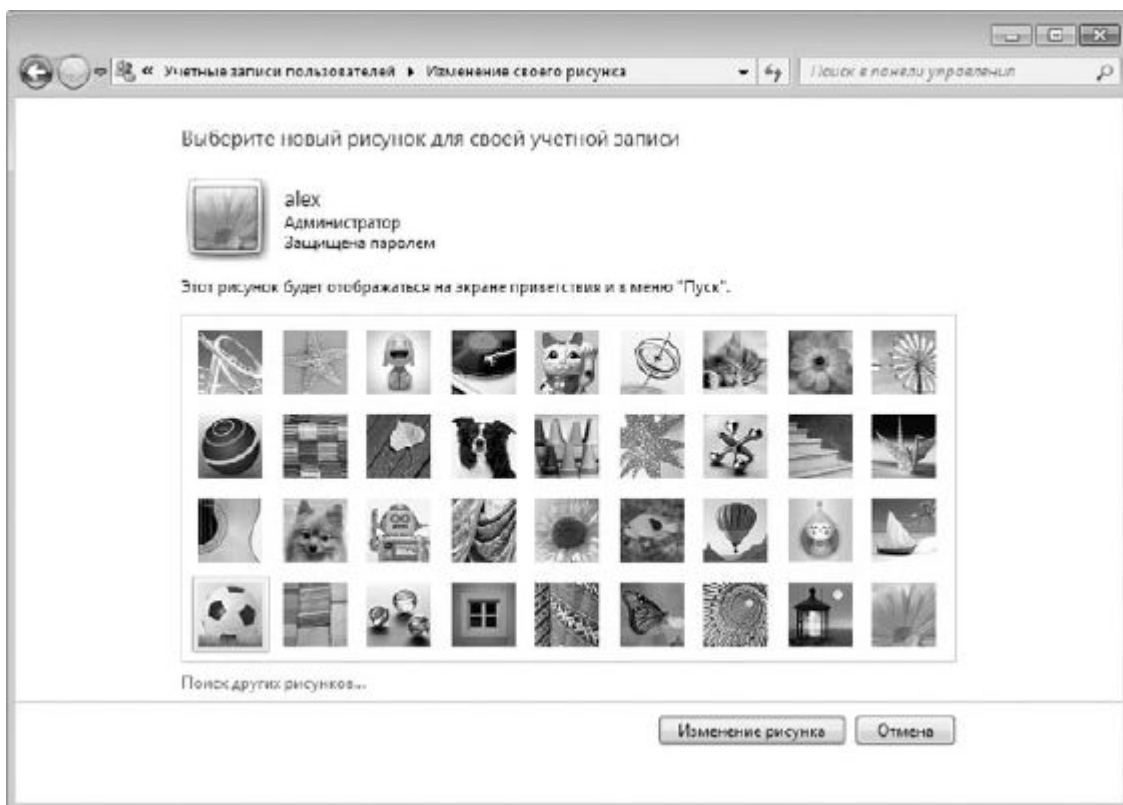 « Учетные записи пользователей ▸ Изменение своего рисунка
Поиск в панели управления
Выберите новый рисунок для своей учетной записи
alex
Администратор
Защищена паролем
Этот рисунок будет отображаться на экране приветствия и в меню "Пуск".
Поиск других рисунков...
Изменение рисунка
Отмена